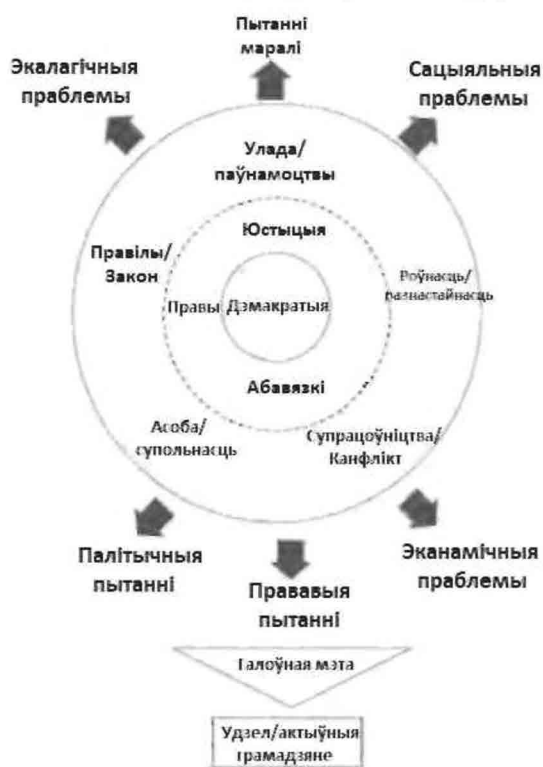 Пытанні
маралі
Экалагічныя
праблемы
Сацыяльныя
праблемы
Улада/
паўнамоцтвы
Юстыцыя
Правілы/
Закон
Роўнасць/
разнастайнасць
Правы
Дэмакратыя
Абавязкі
Асоба/
супольнасць
Супрацоўніцтва/
Канфлікт
Палітычныя
пытанні
Прававыя
пытанні
Эканамічныя
праблемы
Галоўная мэта
Удзел/актыўныя
грамадзяне